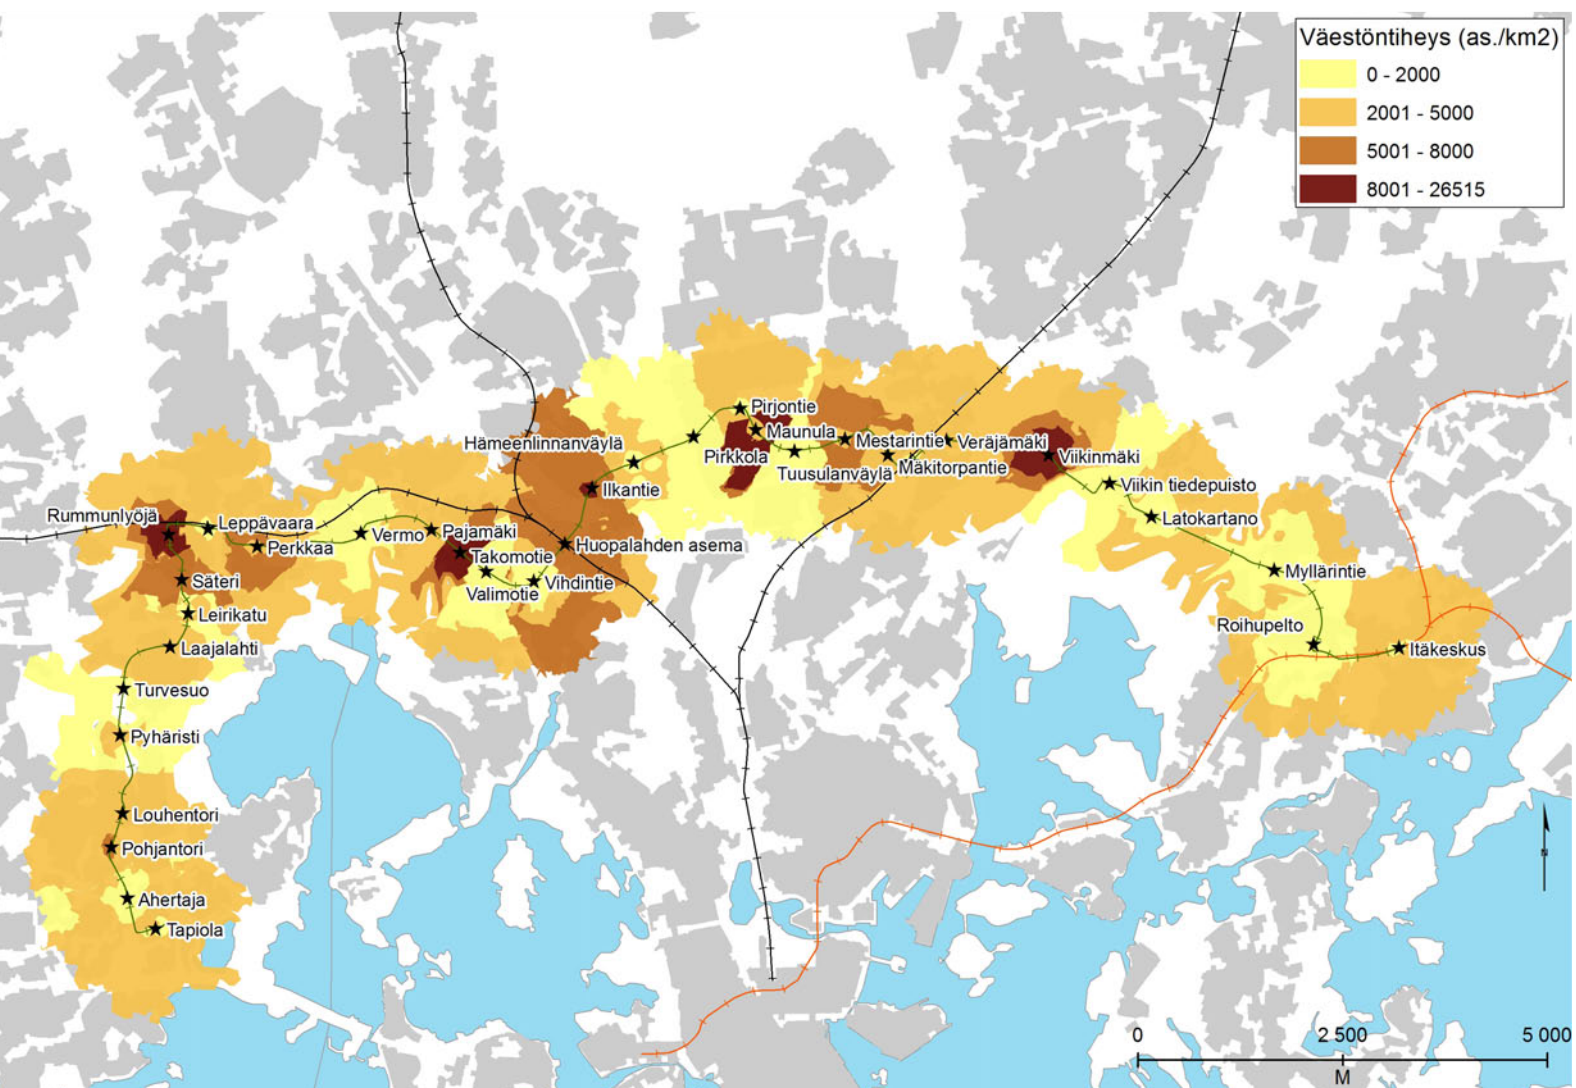 Väestöntiheys (as./km2)
0 - 2000
2001 - 5000
5001 - 8000
8001 - 26515
Pirjontie
Hämeenlinnanväylä
Maunula
Mestarintie
Veräjämäki
Pirkkola
Tuusulanväylä
Mäkitorpantie
Viikinmäki
Ilkantie
Viikin tiedepuisto
Rummunlyöjä
Leppävaara
Latokartano
Vermo
Pajamäki
Perkkaa
Huopalahden asema
Takomotie
Myllärintie
Säteri
Valimotie
Vihdintie
Leirikatu
Roihupelto
Laajalahti
Itäkeskus
Turvesuo
Pyhäristi
Louhentori
Pohjantori
N
Ahertaja
Tapiola
0 2 500 5 000
M